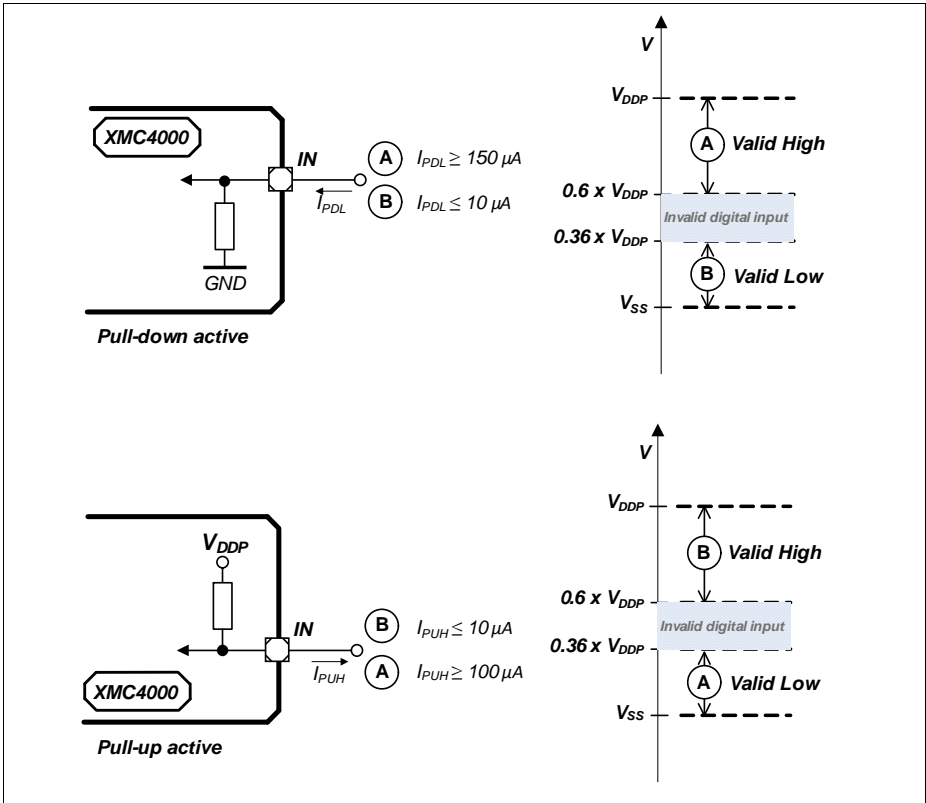 XMC4000
IN
A I_PDL ≥ 150 μA
I_PDL
B I_PDL ≤ 10 μA
GND
Pull-down active
V
V_DDP
A Valid High
0.6 x V_DDP
Invalid digital input
0.36 x V_DDP
B Valid Low
V_SS
V_DDP
IN
B I_PUH ≤ 10 μA
I_PUH
A I_PUH ≥ 100 μA
XMC4000
Pull-up active
V
V_DDP
B Valid High
0.6 x V_DDP
Invalid digital input
0.36 x V_DDP
A Valid Low
V_SS